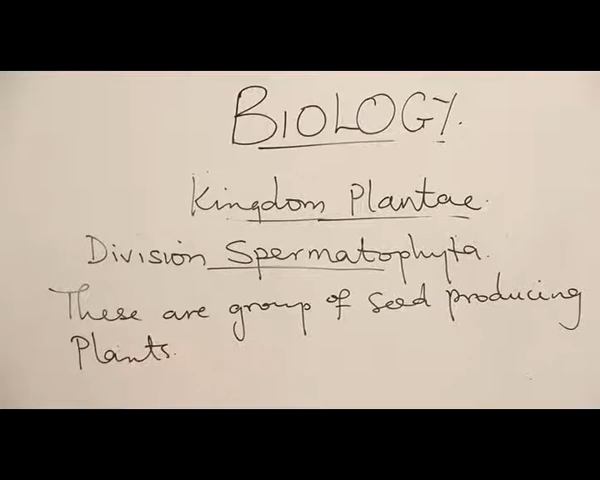 BIOLOGY.
Kingdom Plantae.
Division Spermatophyta.
These are group of seed producing
Plants.